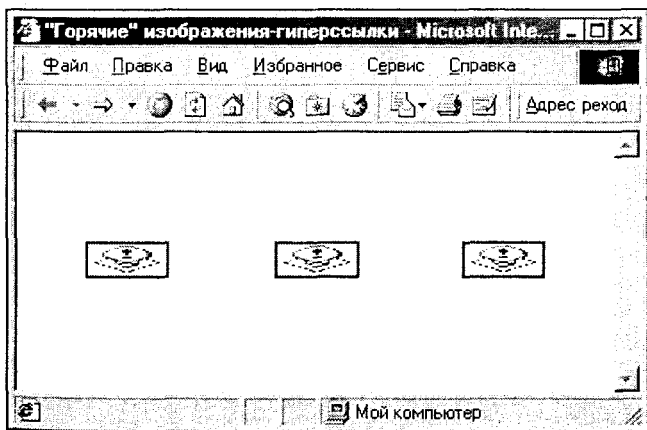 "Горячие" изображения-гиперссылки - Microsoft Inte...
Файл Правка Вид Избранное Сервис Справка
Адрес реход
Мой компьютер